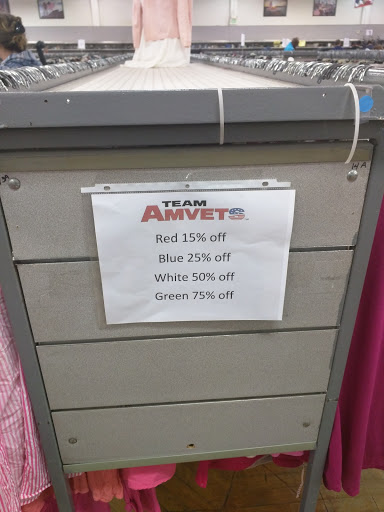 TEAM
AMVETS
Red 15% off
Blue 25% off
White 50% off
Green 75% off